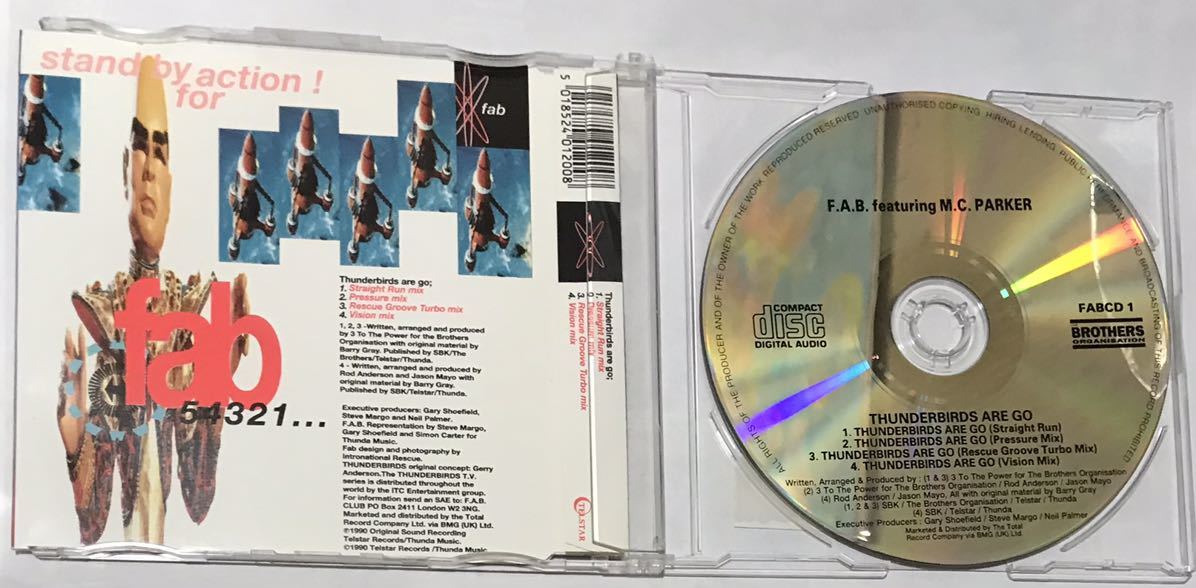 stand by action !
for
fab
5 018524 012008
fab
54321...
Thunderbirds are go;
1. Straight Run mix
2. Pressure mix
3. Rescue Groove Turbo mix
4. Vision mix
1, 2, 3 -Written, arranged and produced
by 3 To The Power for the Brothers
Organisation with original material by
Barry Gray. Published by SBK/The
Brothers/Telstar/Thunda.
4 - Written, arranged and produced by
Rod Anderson and Jason Mayo with
original material by Barry Gray.
Published by SBK/Telstar/Thunda.
Executive producers: Gary Shoefield,
Steve Margo and Neil Palmer.
F.A.B. Representation by Steve Margo,
Gary Shoefield and Simon Carter for
Thunda Music.
Fab design and photography by
Intronational Rescue.
THUNDERBIRDS original concept: Gerry
Anderson.The THUNDERBIRDS T.V.
series is distributed throughout the
world by the ITC Entertainment group.
For information send an SAE to: F.A.B.
CLUB PO Box 2411 London W2 3NG.
Marketed and distributed by the Total
Record Company Ltd. via BMG (UK) Ltd.
℗1990 Original Sound Recording
Telstar Records/Thunda Music.
©1990 Telstar Records /Thunda Music
Thunderbirds are go;
1. Straight Run mix
2. Pressure mix
3. Rescue Groove Turbo mix
4. Vision mix
TELSTAR
ALL RIGHTS OF THE PRODUCER AND OF THE OWNER OF THE WORK REPRODUCED RESERVED UNAUTHORISED COPYING, HIRING, LENDING, PUBLIC PERFORMANCE AND BROADCASTING OF THIS RECORD PROHIBITED
F.A.B. featuring M.C. PARKER
COMPACT
disc
DIGITAL AUDIO
FABCD 1
BROTHERS
ORGANISATION
THUNDERBIRDS ARE GO
1. THUNDERBIRDS ARE GO (Straight Run)
2. THUNDERBIRDS ARE GO (Pressure Mix)
3. THUNDERBIRDS ARE GO (Rescue Groove Turbo Mix)
4. THUNDERBIRDS ARE GO (Vision Mix)
Written, Arranged & Produced by : (1 & 3) 3 To The Power for The Brothers Organisation
(2) 3 To The Power for The Brothers Organisation / Rod Anderson / Jason Mayo
(4) Rod Anderson / Jason Mayo, All with original material by Barry Gray
(1, 2 & 3) SBK / The Brothers Organisation / Telstar / Thunda
(4) SBK / Telstar / Thunda
Executive Producers : Gary Shoefield / Steve Margo / Neil Palmer
Marketed & Distributed by The Total
Record Company via BMG (UK) Ltd.